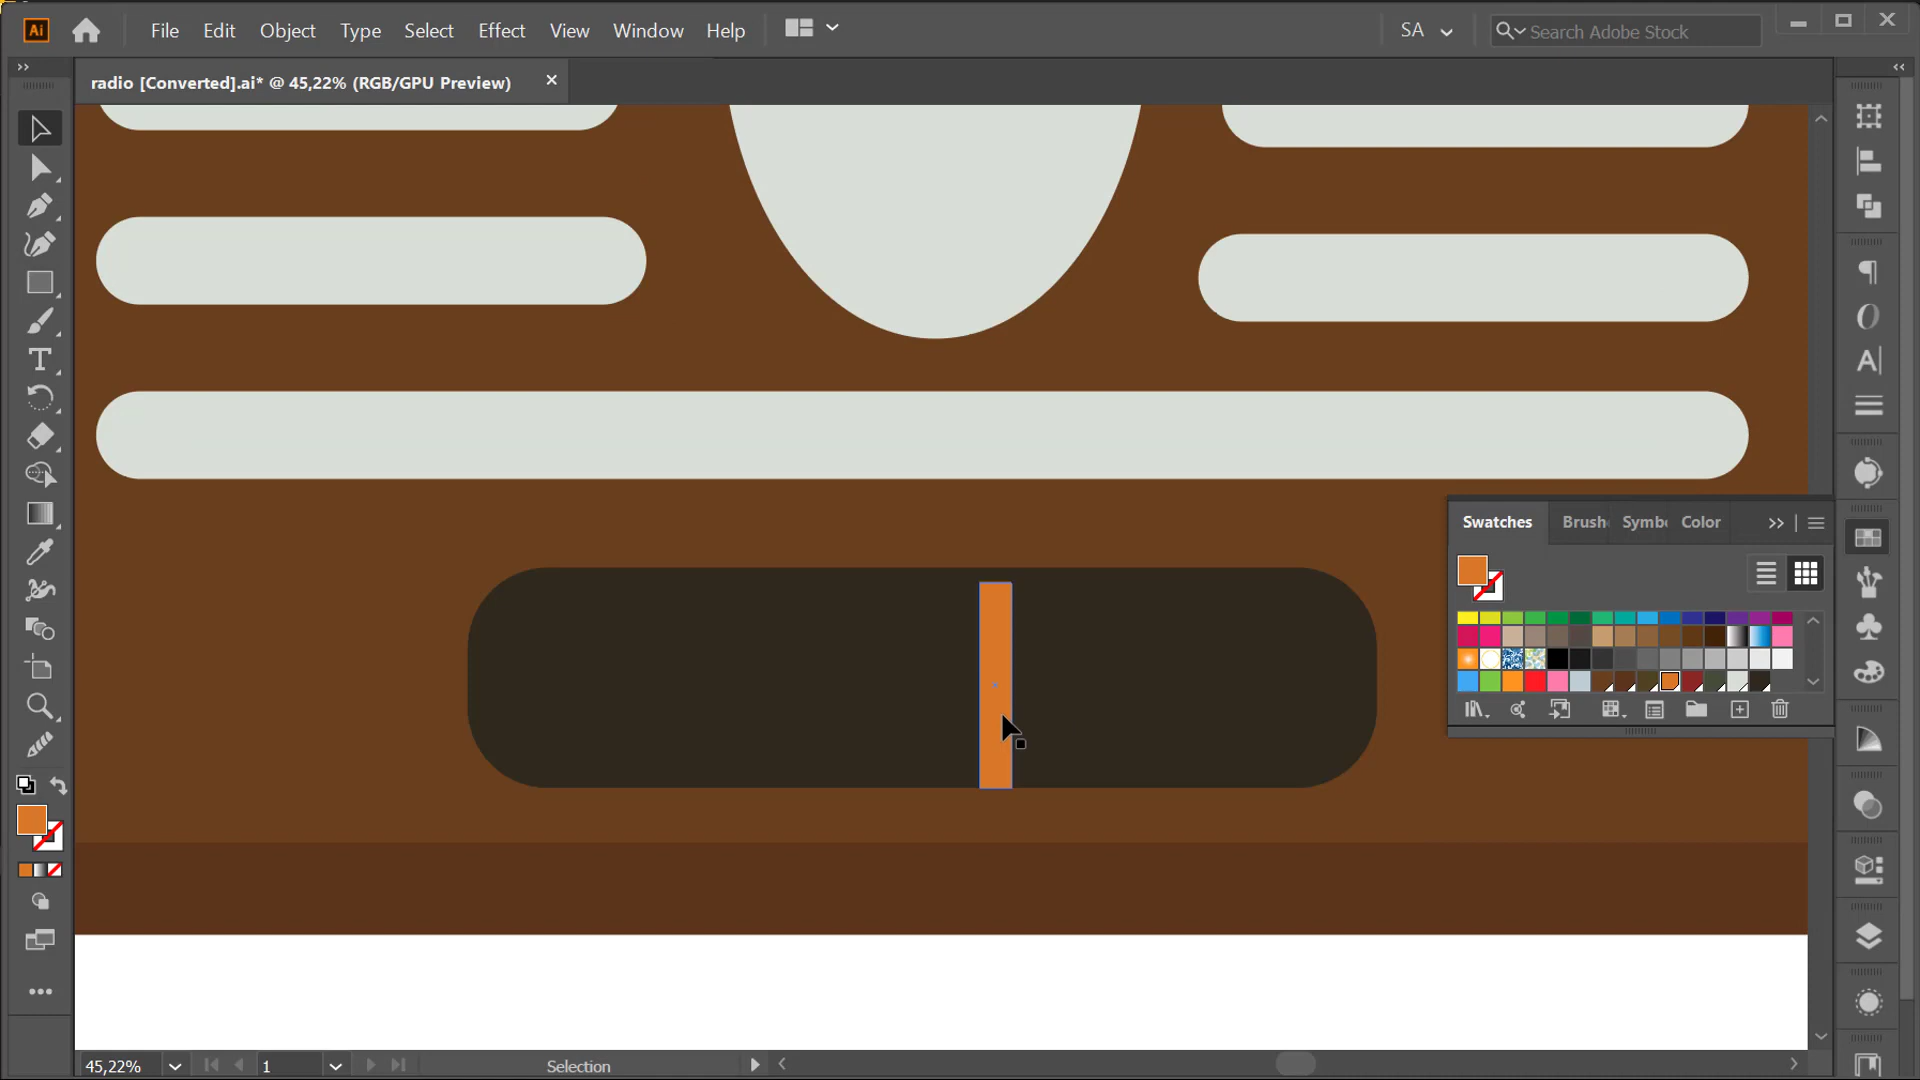 Ai File Edit Object Type Select Effect View Window Help SA Search Adobe Stock
radio [Converted].ai* @ 45,22% (RGB/GPU Preview)
Swatches Brush Symbo Color
45,22% 1 Selection